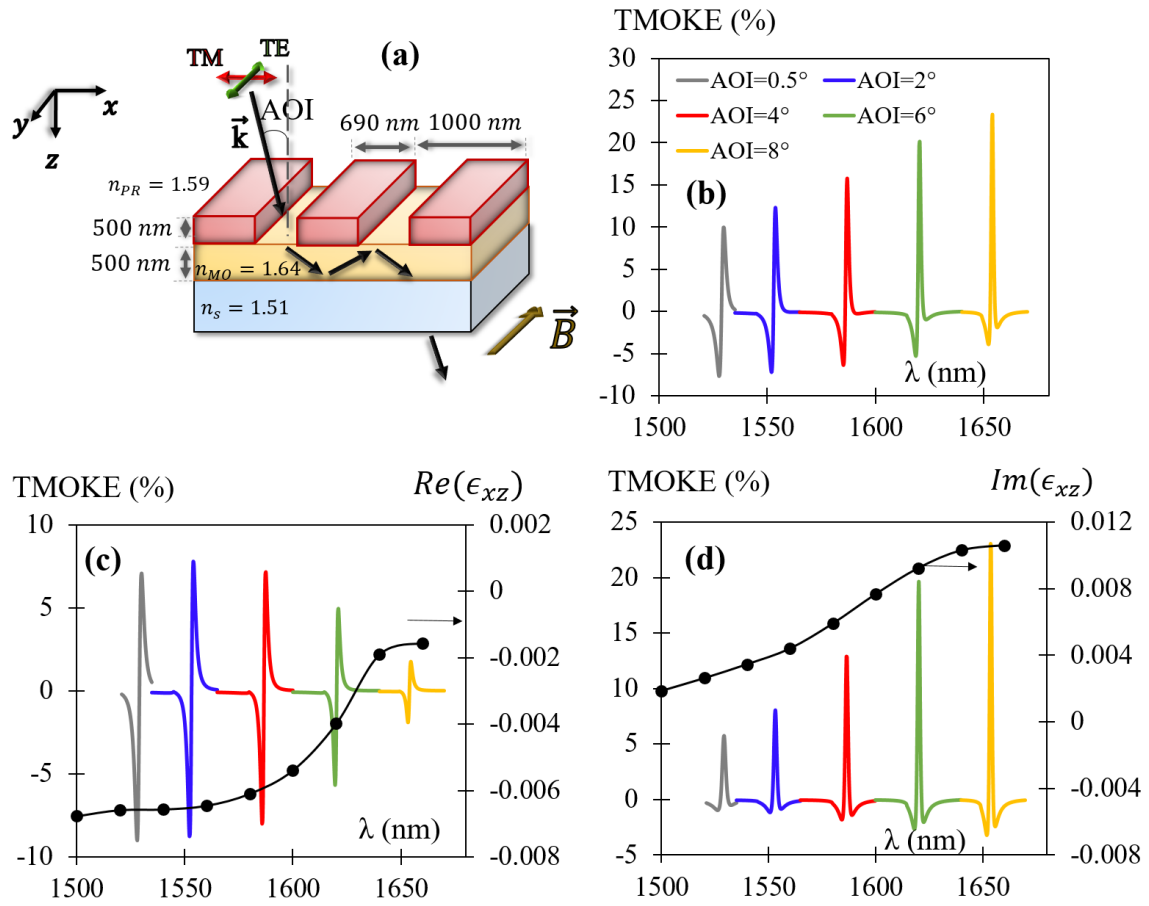 (a)
TE
TM
AOI
k
x
y
z
690 nm
1000 nm
n_PR = 1.59
500 nm
500 nm
n_MO = 1.64
n_s = 1.51
B
TMOKE (%)
30
25
20
15
10
5
0
-5
-10
AOI=0.5° AOI=2°
AOI=4° AOI=6°
AOI=8°
(b)
λ (nm)
1500 1550 1600 1650
TMOKE (%)
Re(ϵ_xz)
10
5
0
-5
-10
(c)
0.002
0
-0.002
-0.004
-0.006
-0.008
λ (nm)
1500 1550 1600 1650
TMOKE (%)
Im(ϵ_xz)
25
20
15
10
5
0
-5
(d)
0.012
0.008
0.004
0
-0.004
-0.008
λ (nm)
1500 1550 1600 1650